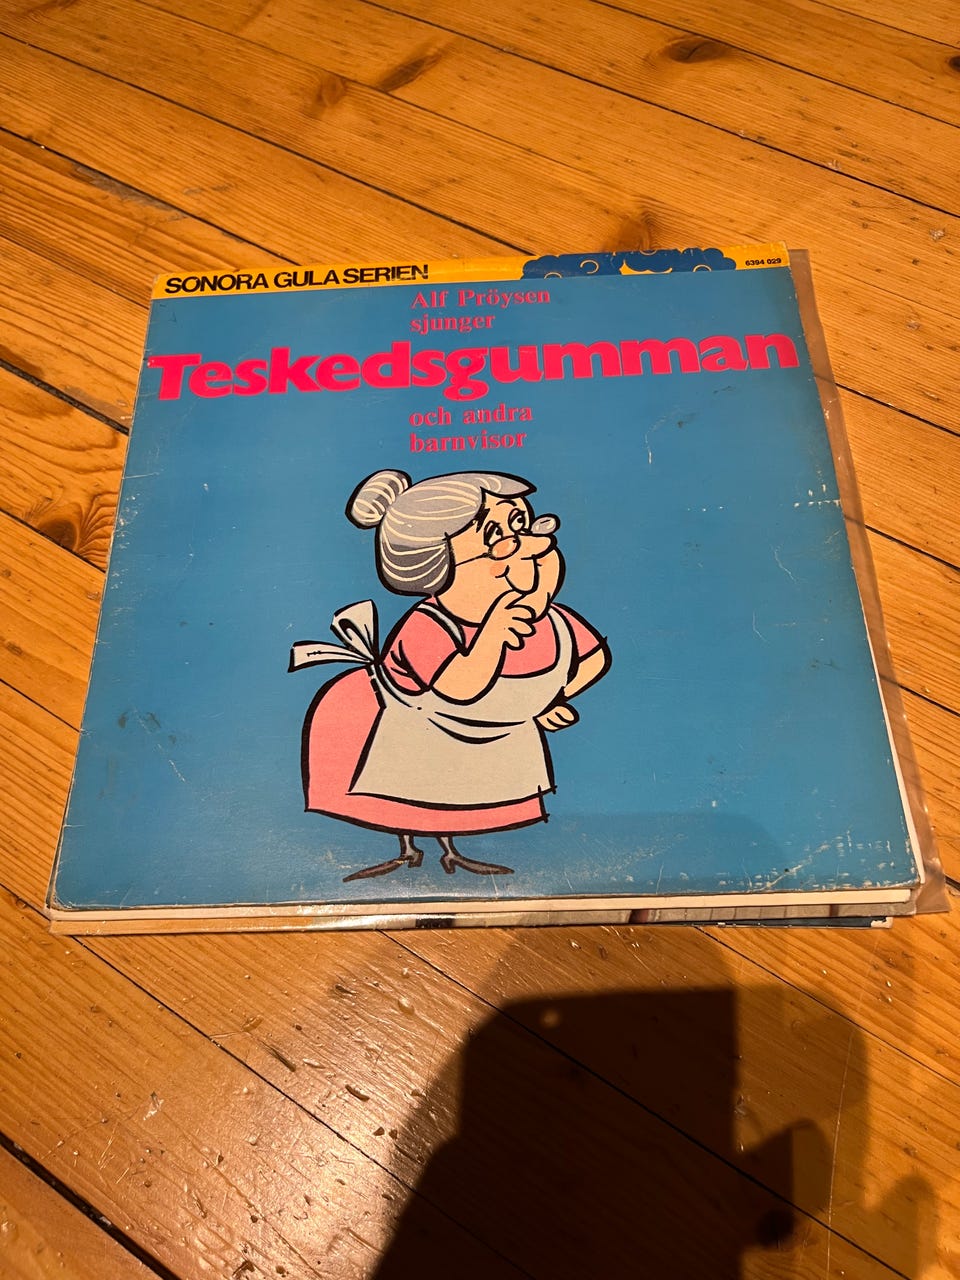 SONORA GULA SERIEN
6394 029
Alf Pröysen
sjunger
Teskedsgumman
och andra
barnvisor